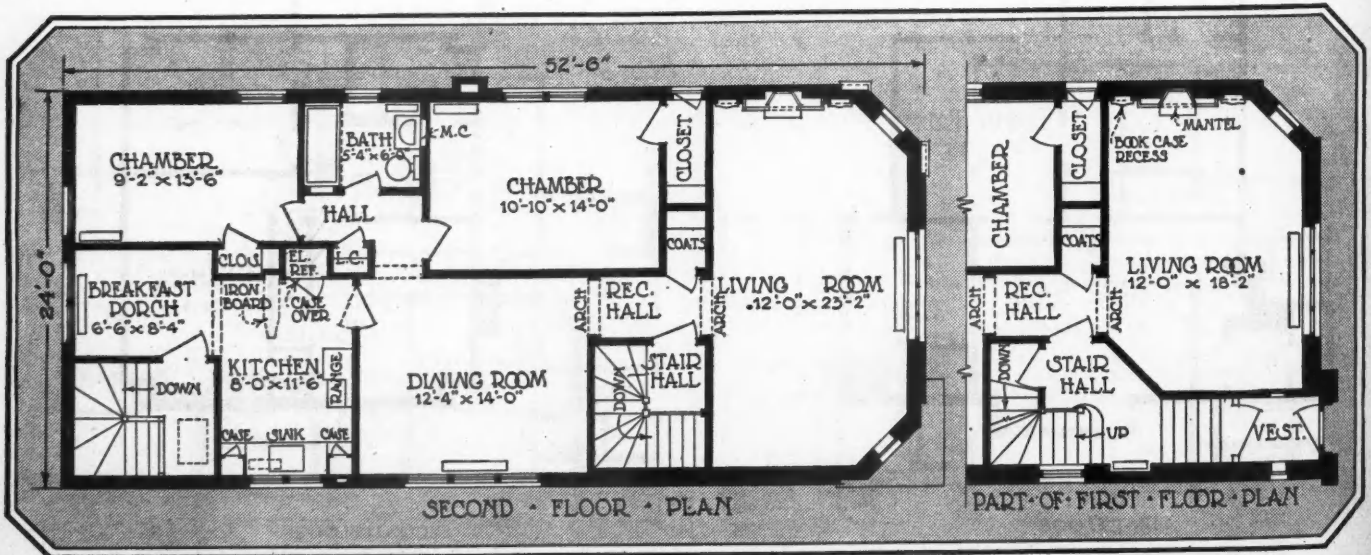 52'-6"
24'-0"
CHAMBER
9'-2" x 13'-6"
BATH
5'-4" x 6'-0"
M.C.
CHAMBER
10'-10" x 14'-0"
CLOSET
HALL
CLOS.
EL.
REF.
CASE
OVER
L.C.
COATS
BREAKFAST
PORCH
6'-6" x 8'-4"
IRON
BOARD
KITCHEN
8'-0" x 11'-6"
RANGE
DOWN
CASE
SINK
CASE
DINING ROOM
12'-4" x 14'-0"
ARCH
REC.
HALL
ARCH
STAIR
HALL
DOWN
LIVING ROOM
12'-0" x 23'-2"
SECOND · FLOOR · PLAN
CHAMBER
CLOSET
BOOK CASE
RECESS
MANTEL
COATS
LIVING ROOM
12'-0" x 18'-2"
ARCH
REC.
HALL
ARCH
DOWN
STAIR
HALL
UP
VEST.
PART · OF · FIRST · FLOOR · PLAN